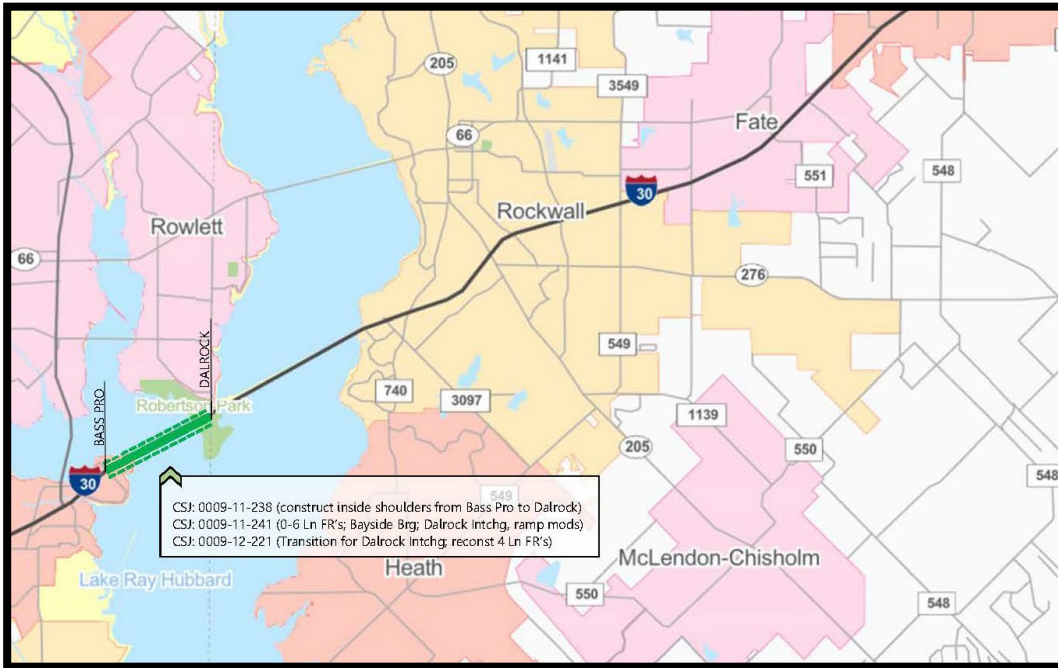 205
1141
3549
66
Fate
551
548
30
Rockwall
Rowlett
66
276
DALROCK
549
740
3097
Robertson Park
1139
BASS PRO
205
550
30
548
549
CSJ: 0009-11-238 (construct inside shoulders from Bass Pro to Dalrock)
CSJ: 0009-11-241 (0-6 Ln FR's; Bayside Brg; Dalrock Intchg, ramp mods)
CSJ: 0009-12-221 (Transition for Dalrock Intchg; reconst 4 Ln FR's)
McLendon-Chisholm
Heath
Lake Ray Hubbard
550
548